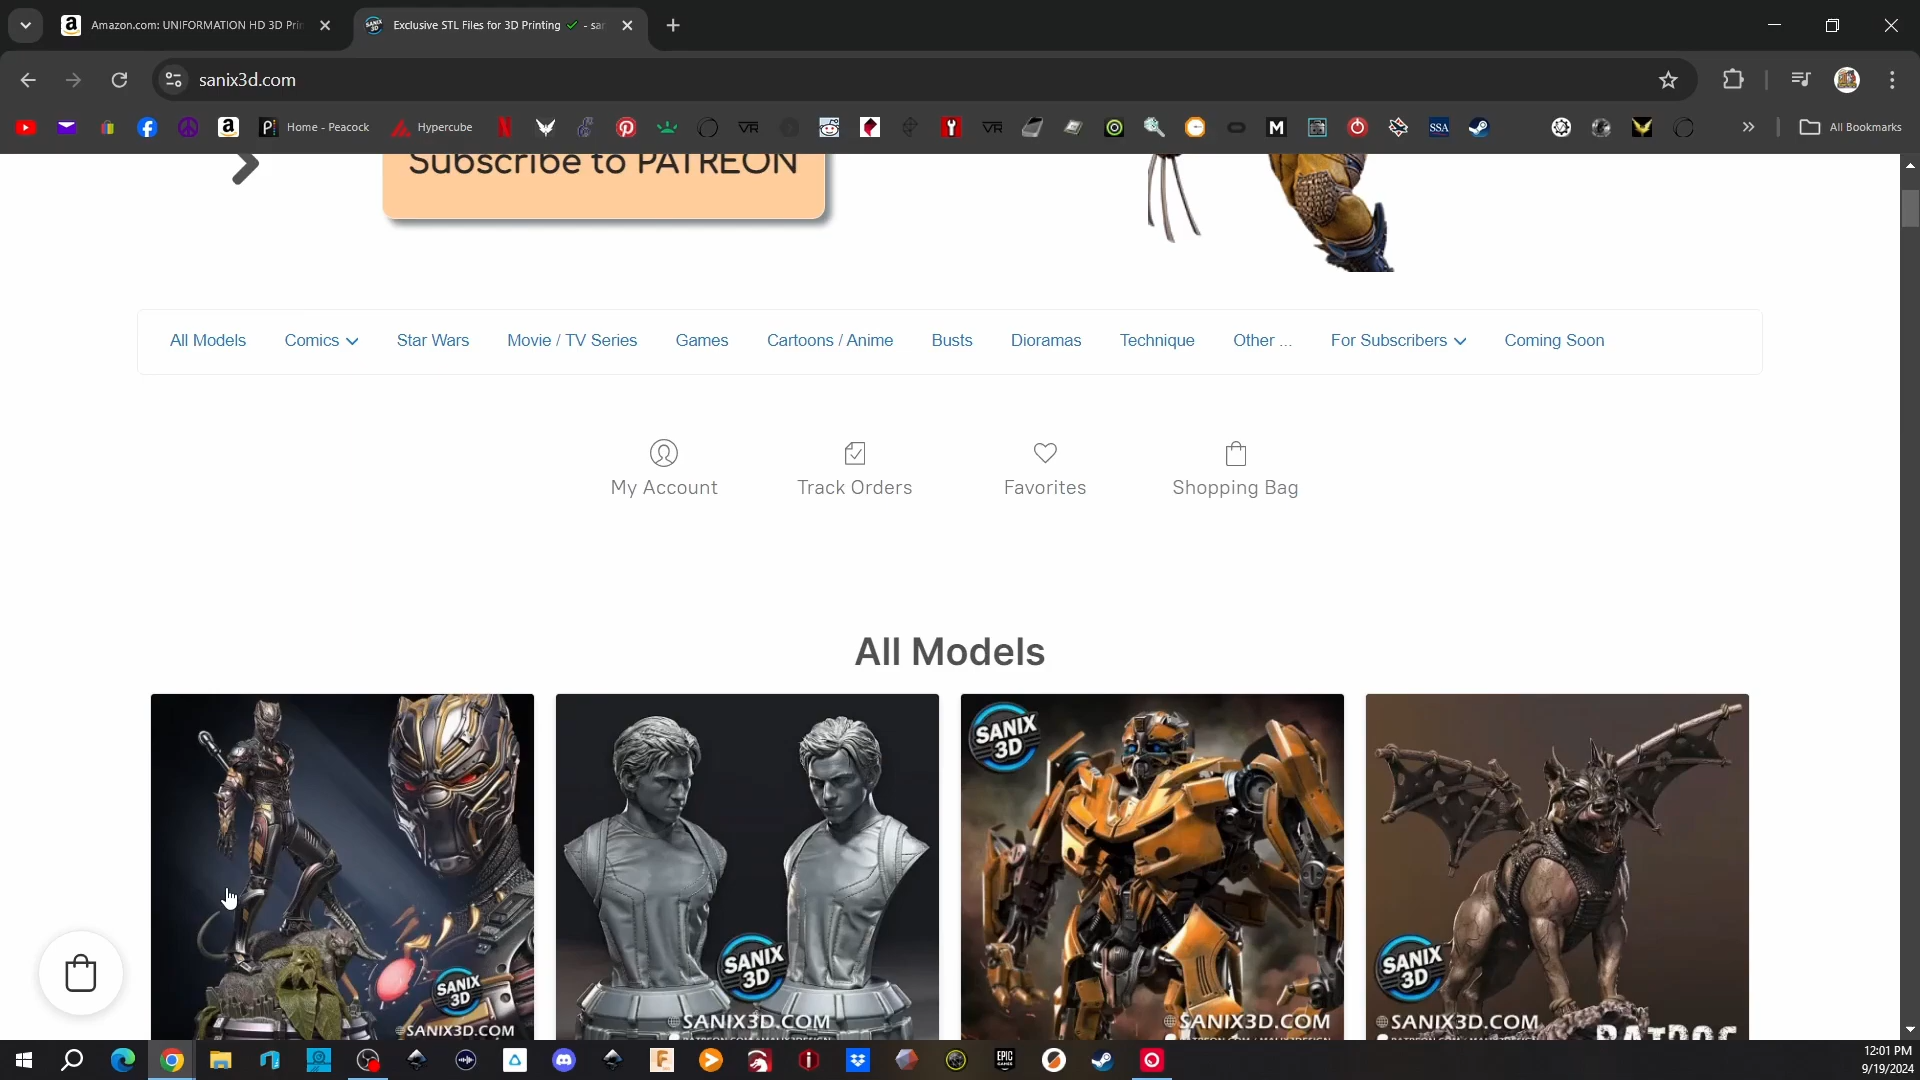 Amazon.com: UNIFORMATION HD 3D Prin
Exclusive STL Files for 3D Printing ✅ - sar
sanix3d.com
Home - Peacock
Hypercube
All Bookmarks
Subscribe to PATREON
All Models
Comics
Star Wars
Movie / TV Series
Games
Cartoons / Anime
Busts
Dioramas
Technique
Other ...
For Subscribers
Coming Soon
My Account
Track Orders
Favorites
Shopping Bag
All Models
SANIX
3D
SANIX3D.COM
SANIX
3D
SANIX3D.COM
SANIX
3D
SANIX3D.COM
SANIX
3D
SANIX3D.COM
12:01 PM
9/19/2024